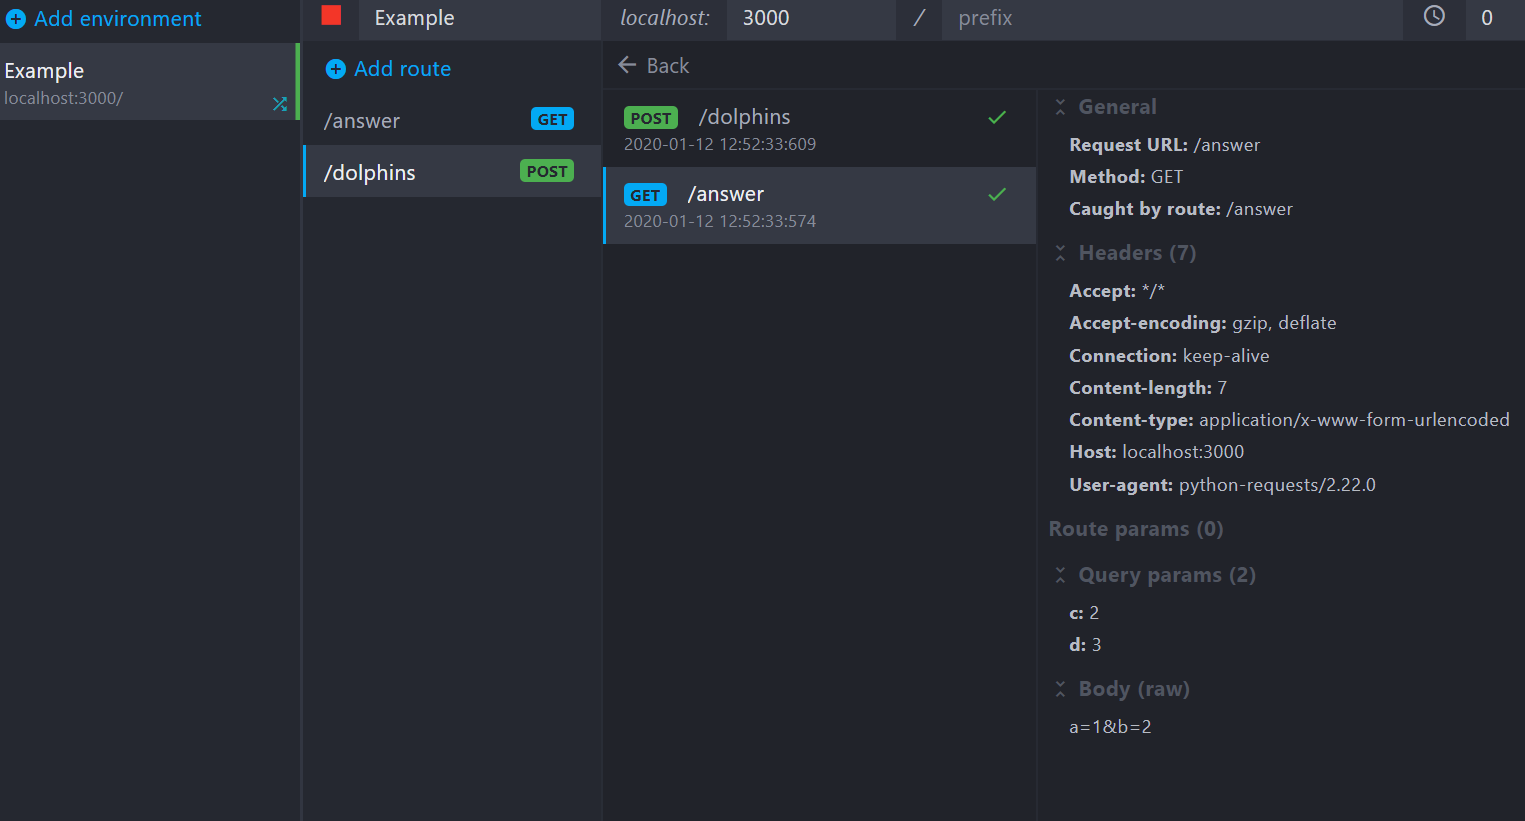 Add environment
Example
localhost:3000/
Example
localhost: 3000 / prefix 0
Add route
/answer GET
/dolphins POST
Back
POST /dolphins
2020-01-12 12:52:33:609
GET /answer
2020-01-12 12:52:33:574
General
Request URL: /answer
Method: GET
Caught by route: /answer
Headers (7)
Accept: */*
Accept-encoding: gzip, deflate
Connection: keep-alive
Content-length: 7
Content-type: application/x-www-form-urlencoded
Host: localhost:3000
User-agent: python-requests/2.22.0
Route params (0)
Query params (2)
c: 2
d: 3
Body (raw)
a=1&b=2